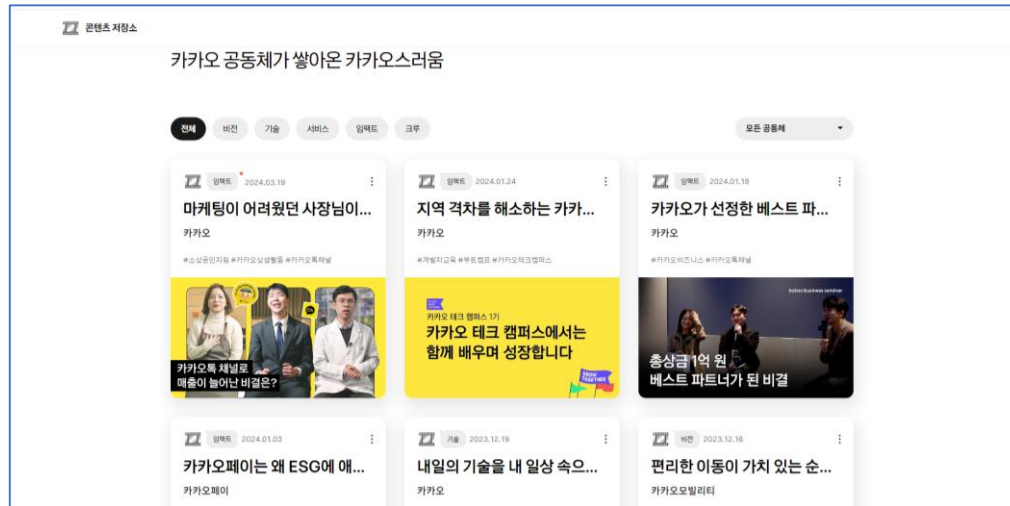 콘텐츠 저장소
카카오 공동체가 쌓아온 카카오스러움
전체 비전 기술 서비스 임팩트 크루
모든 공동체
임팩트 2024.03.19
마케팅이 어려웠던 사장님이...
카카오
#소상공인지원 #카카오상생활동 #카카오톡채널
카카오톡 채널로
매출이 늘어난 비결은?
임팩트 2024.01.24
지역 격차를 해소하는 카카...
카카오
#개발자교육 #부트캠프 #카카오테크캠퍼스
카카오 테크 캠퍼스 1기
카카오 테크 캠퍼스에서는
함께 배우며 성장합니다
GROW
TOGETHER
임팩트 2024.01.18
카카오가 선정한 베스트 파...
카카오
#카카오비즈니스 #카카오톡채널
kakao business seminar
총상금 1억 원
베스트 파트너가 된 비결
임팩트 2024.01.03
카카오페이는 왜 ESG에 애...
카카오페이
기술 2023.12.19
내일의 기술을 내 일상 속으...
카카오
비전 2023.12.16
편리한 이동이 가치 있는 순...
카카오모빌리티